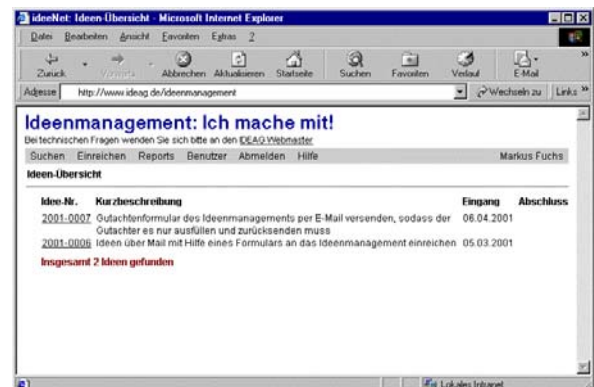 ideeNet: Ideen-Übersicht - Microsoft Internet Explorer
Datei Bearbeiten Ansicht Favoriten Extras ?
Zurück Vorwärts Abbrechen Aktualisieren Startseite Suchen Favoriten Verlauf E-Mail
Adresse http://www.ideag.de/ideenmanagement Wechseln zu Links »
Ideenmanagement: Ich mache mit!
Bei technischen Fragen wenden Sie sich bitte an den IDEAG Webmaster
Suchen Einreichen Reports Benutzer Abmelden Hilfe Markus Fuchs
Ideen-Übersicht
Idee-Nr. Kurzbeschreibung Eingang Abschluss
2001-0007 Gutachtenformular des Ideenmanagements per E-Mail versenden, sodass der 06.04.2001
Gutachter es nur ausfüllen und zurücksenden muss
2001-0006 Ideen über Mail mit Hilfe eines Formulars an das Ideenmanagement einreichen 05.03.2001
Insgesamt 2 Ideen gefunden
Lokales Intranet